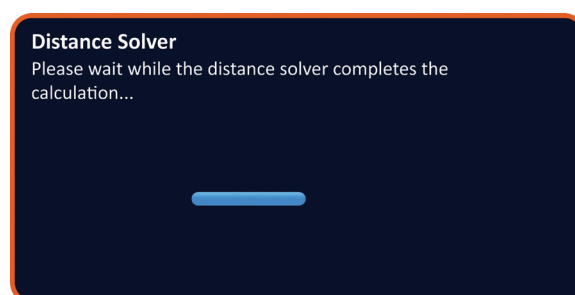 Distance Solver
Please wait while the distance solver completes the
calculation...